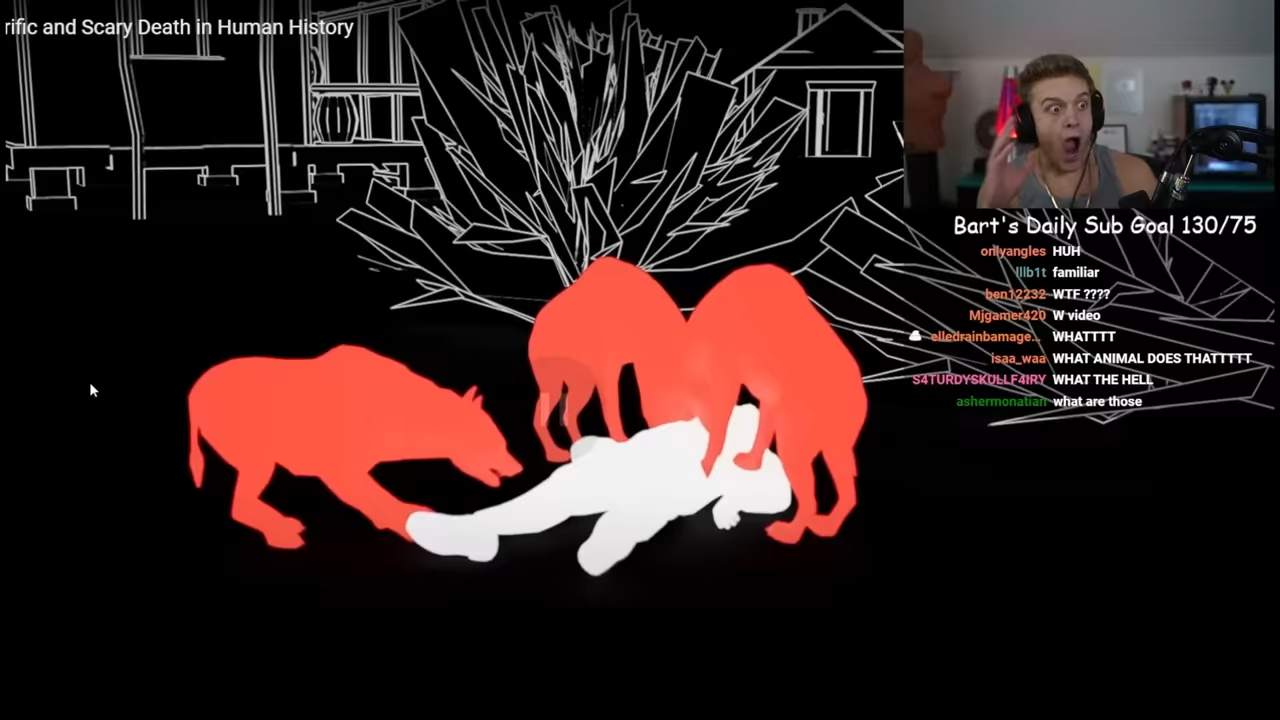 rific and Scary Death in Human History
Bart's Daily Sub Goal 130/75
onlyangles HUH
lllb1t familiar
ben12232 WTF ????
Mjgamer420 W video
elledrainbamage... WHATTTT
isaa_waa WHAT ANIMAL DOES THATTTTT
S4TURDYSKULLF4IRY WHAT THE HELL
ashermonatian what are those